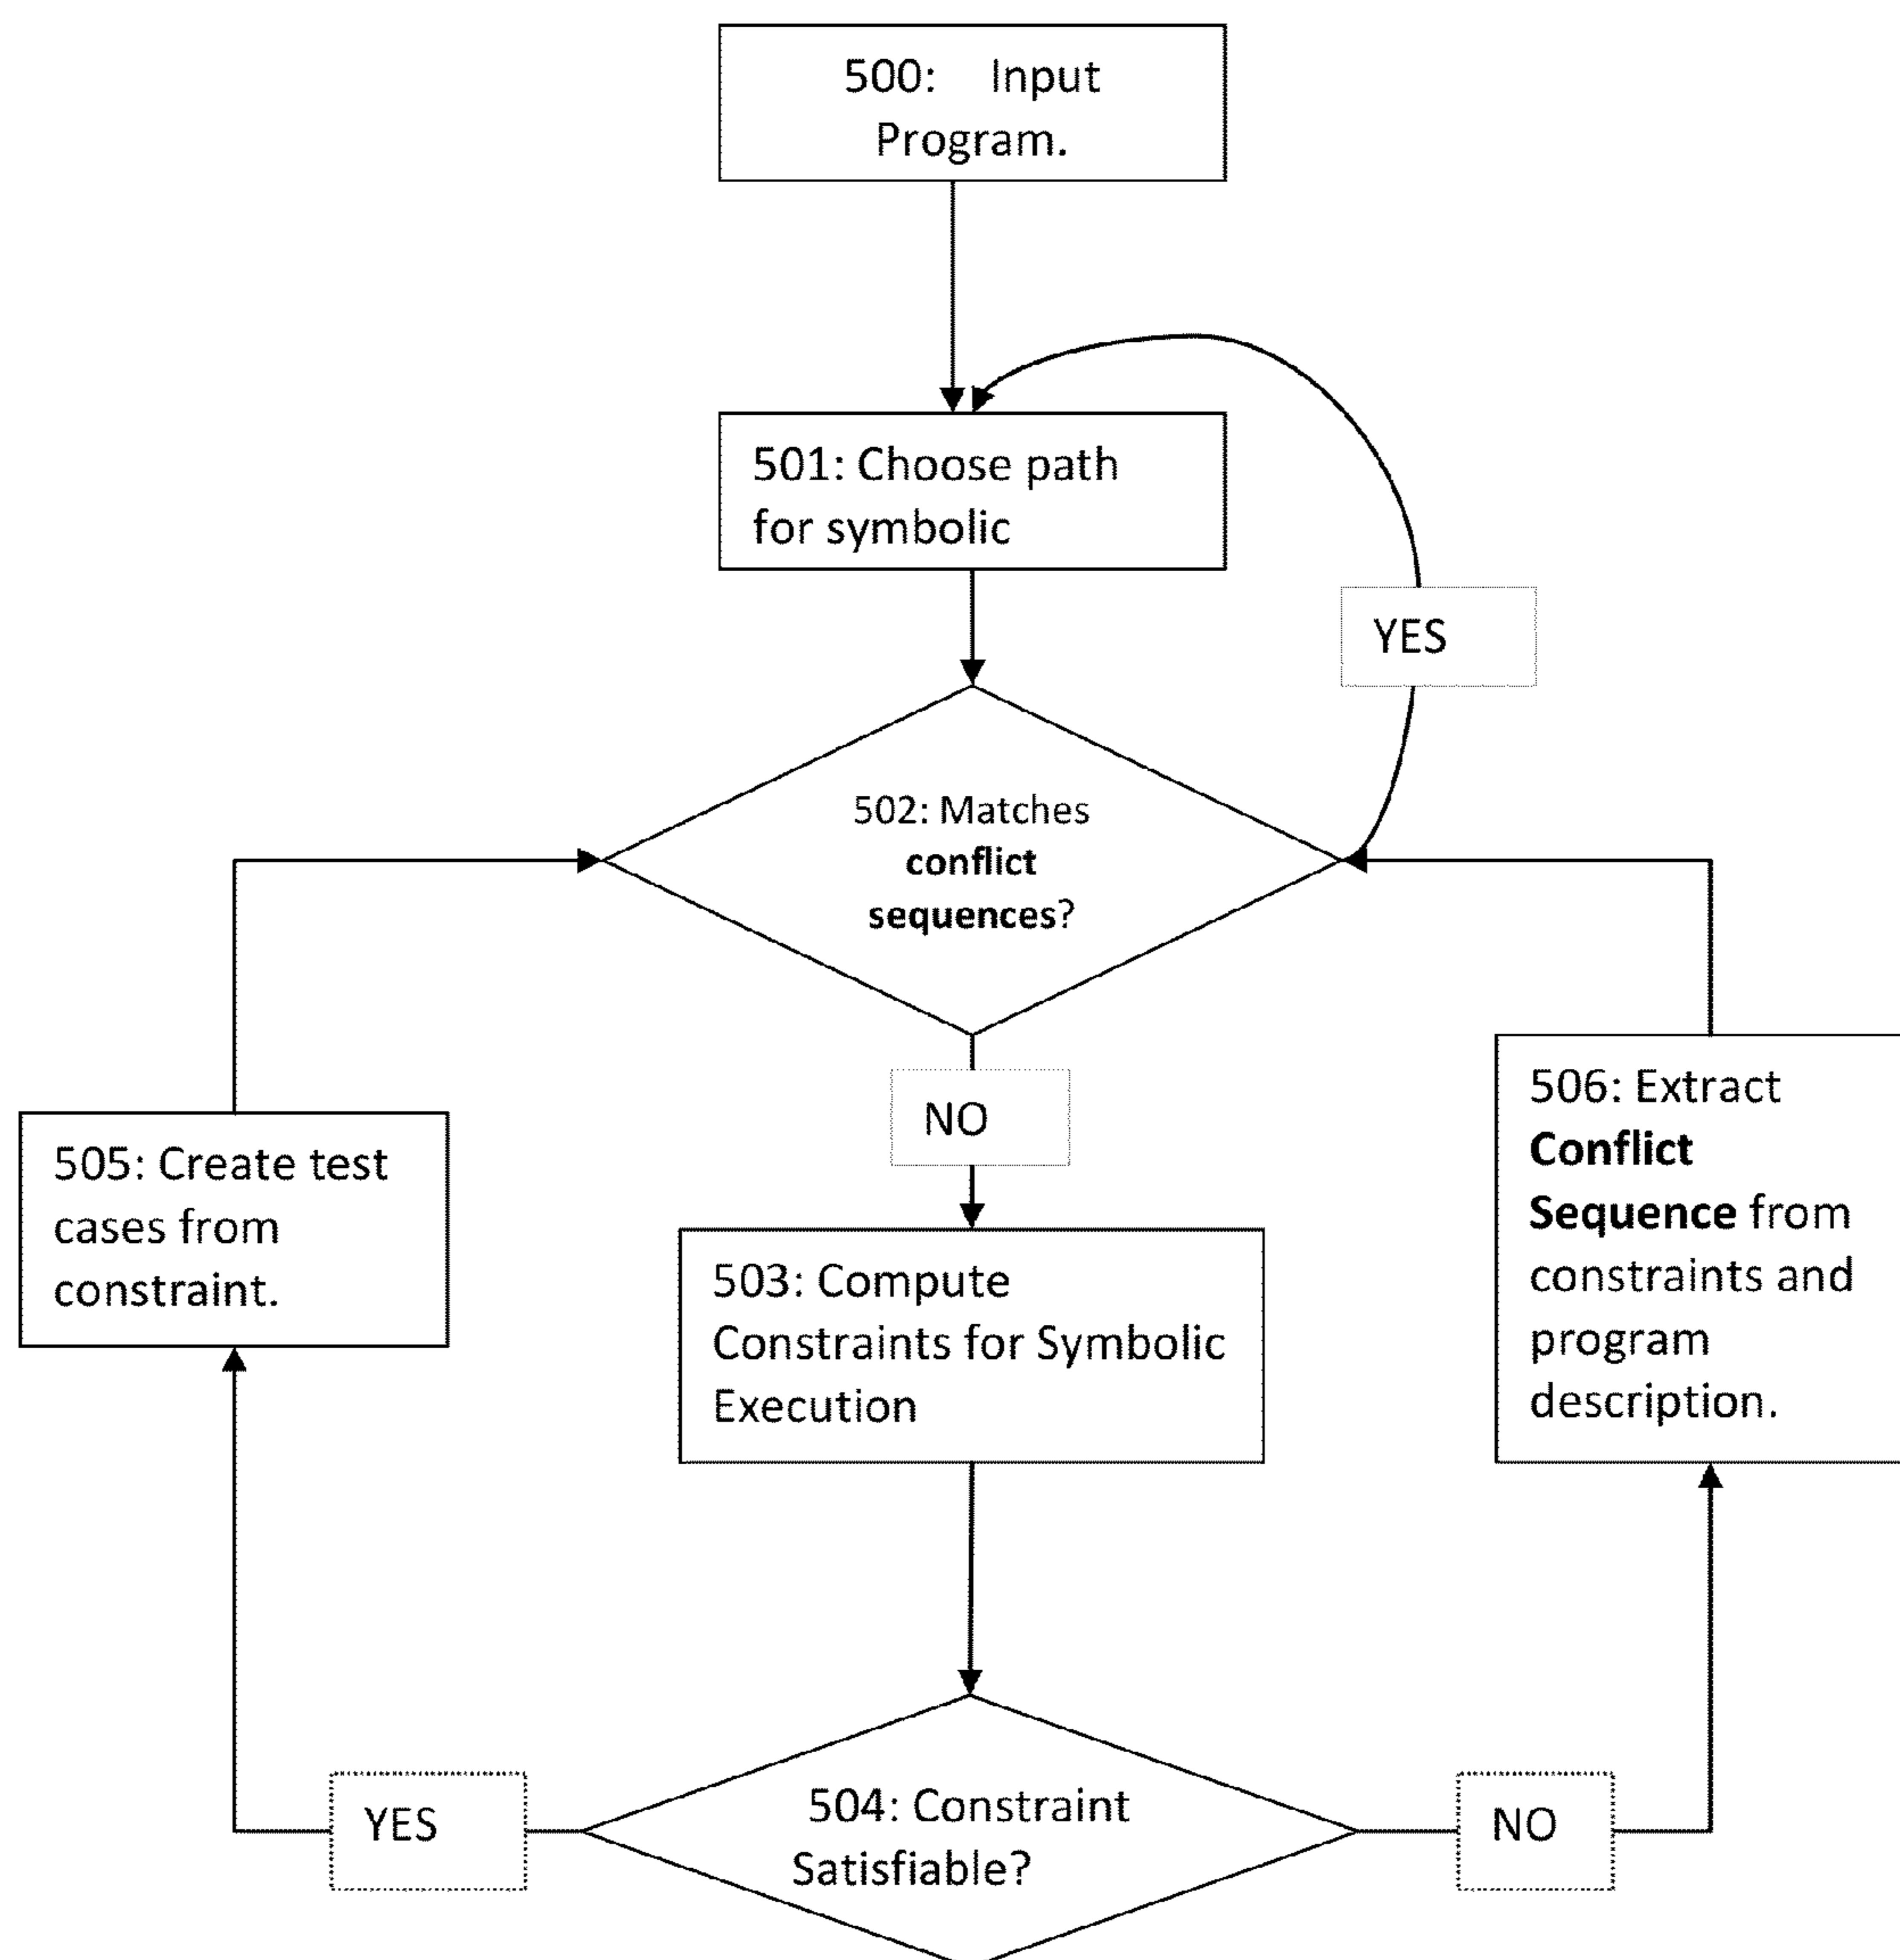 500: Input
Program.
501: Choose path
for symbolic
YES
502: Matches
conflict
sequences?
NO
505: Create test
cases from
constraint.
503: Compute
Constraints for Symbolic
Execution
506: Extract
Conflict
Sequence from
constraints and
program
description.
YES
504: Constraint
Satisfiable?
NO